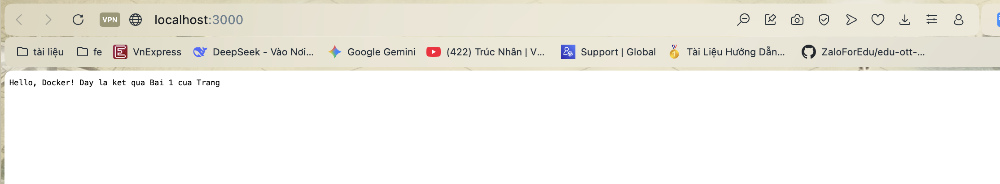 VPN localhost:3000
tài liệu fe VnExpress DeepSeek - Vào Nơi... Google Gemini (422) Trúc Nhân | V... Support | Global Tài Liệu Hướng Dẫn... ZaloForEdu/edu-ott-...
Hello, Docker! Day la ket qua Bai 1 cua Trang